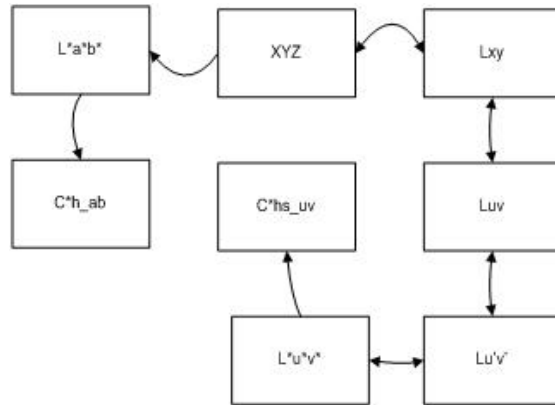 L*a*b*
XYZ
Lxy
C*h_ab
C*hs_uv
Luv
L*u*v*
Lu'v'